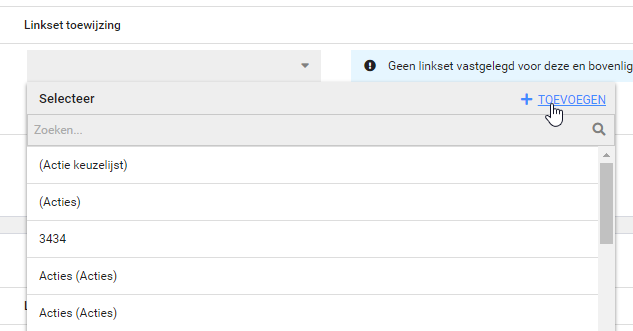 Linkset toewijzing
Geen linkset vastgelegd voor deze en
Selecteer
TOEVOEGEN
Zoeken...
(Actie keuzelijst)
(Acties)
3434
Acties (Acties)
Acties (Acties)